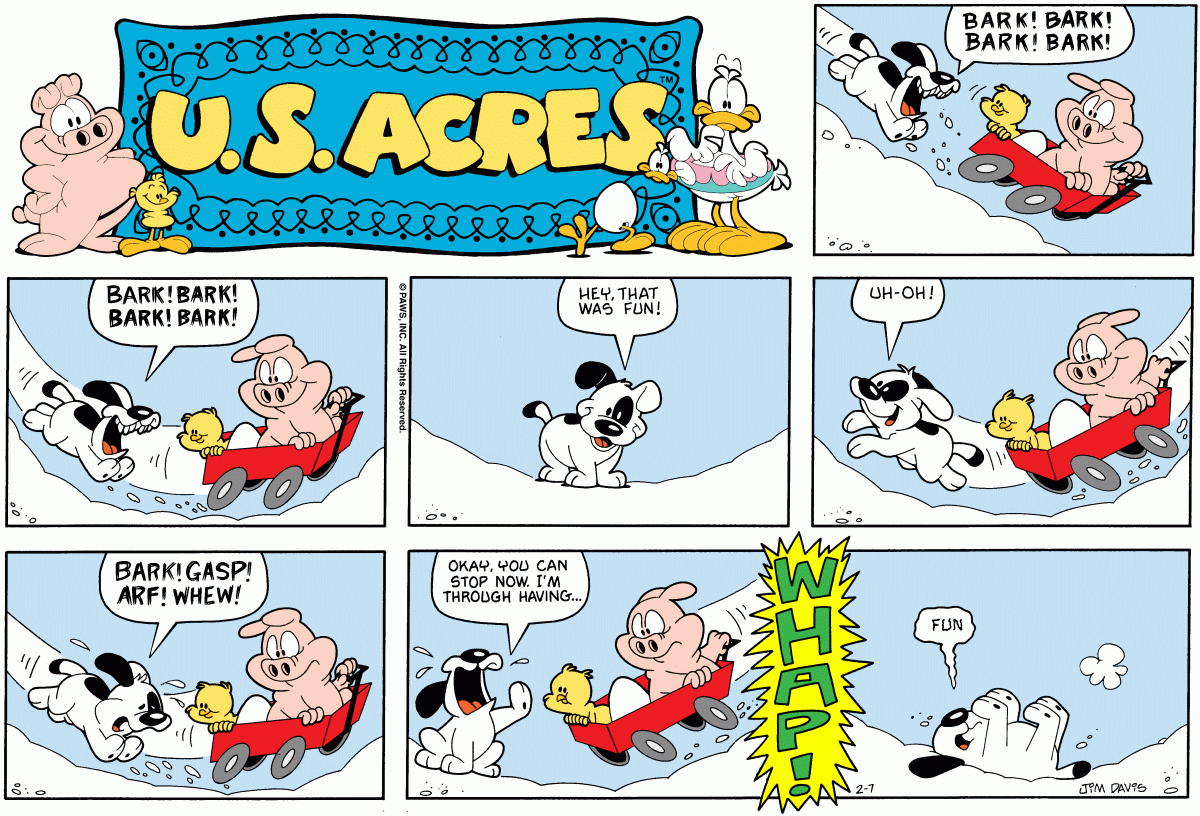 U.S. ACRES
TM
BARK! BARK!
BARK! BARK!
BARK! BARK!
BARK! BARK!
© PAWS, INC. All Rights Reserved.
HEY, THAT
WAS FUN!
UH-OH!
BARK! GASP!
ARF! WHEW!
OKAY, YOU CAN
STOP NOW. I'M
THROUGH HAVING...
WHAP!
FUN
2-7
JIM DAVIS